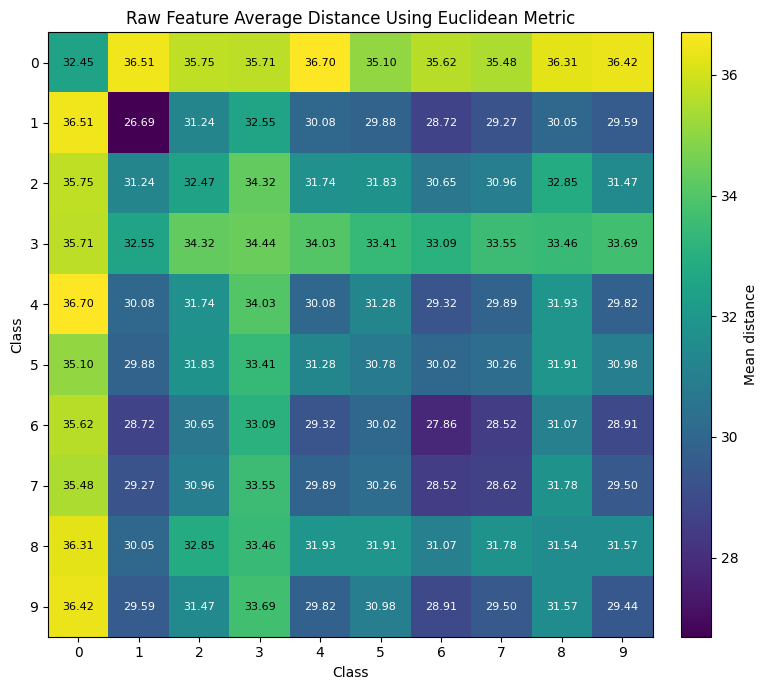 Raw Feature Average Distance Using Euclidean Metric
0 32.45 36.51 35.75 35.71 36.70 35.10 35.62 35.48 36.31 36.42
1 36.51 26.69 31.24 32.55 30.08 29.88 28.72 29.27 30.05 29.59
2 35.75 31.24 32.47 34.32 31.74 31.83 30.65 30.96 32.85 31.47
3 35.71 32.55 34.32 34.44 34.03 33.41 33.09 33.55 33.46 33.69
4 36.70 30.08 31.74 34.03 30.08 31.28 29.32 29.89 31.93 29.82
5 35.10 29.88 31.83 33.41 31.28 30.78 30.02 30.26 31.91 30.98
6 35.62 28.72 30.65 33.09 29.32 30.02 27.86 28.52 31.07 28.91
7 35.48 29.27 30.96 33.55 29.89 30.26 28.52 28.62 31.78 29.50
8 36.31 30.05 32.85 33.46 31.93 31.91 31.07 31.78 31.54 31.57
9 36.42 29.59 31.47 33.69 29.82 30.98 28.91 29.50 31.57 29.44
0 1 2 3 4 5 6 7 8 9
Class
Class
36
34
32
30
28
Mean distance